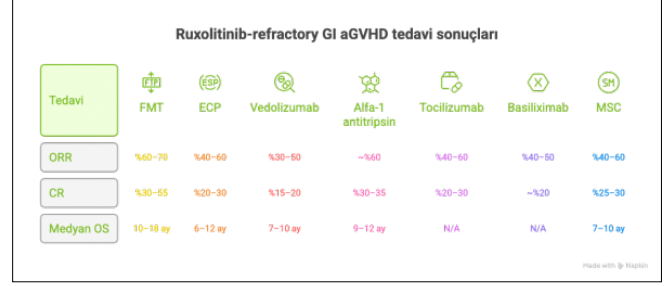 Ruxolitinib-refractory GI aGVHD tedavi sonuçları
Tedavi
FTP
FMT
(ESP)
ECP
Vedolizumab
Alfa-1
antitripsin
Tocilizumab
X
Basiliximab
SM
MSC
ORR %60-70 %40-60 %30-50 ~%60 %40-60 %40-50 %40-60
CR %30-55 %20-30 %15-20 %30-35 %20-30 ~%20 %25-30
Medyan OS 10-18 ay 6-12 ay 7-10 ay 9-12 ay N/A N/A 7-10 ay
Made with Napkin